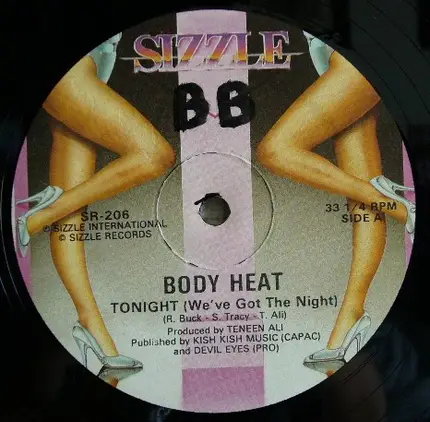 SIZZLE
B B
SR-206
℗ SIZZLE INTERNATIONAL
© SIZZLE RECORDS
33 1/4 RPM
SIDE A
BODY HEAT
TONIGHT (We've Got The Night)
(R. Buck - S. Tracy - T. Ali)
Produced by TENEEN ALI
Published by KISH KISH MUSIC (CAPAC)
and DEVIL EYES (PRO)